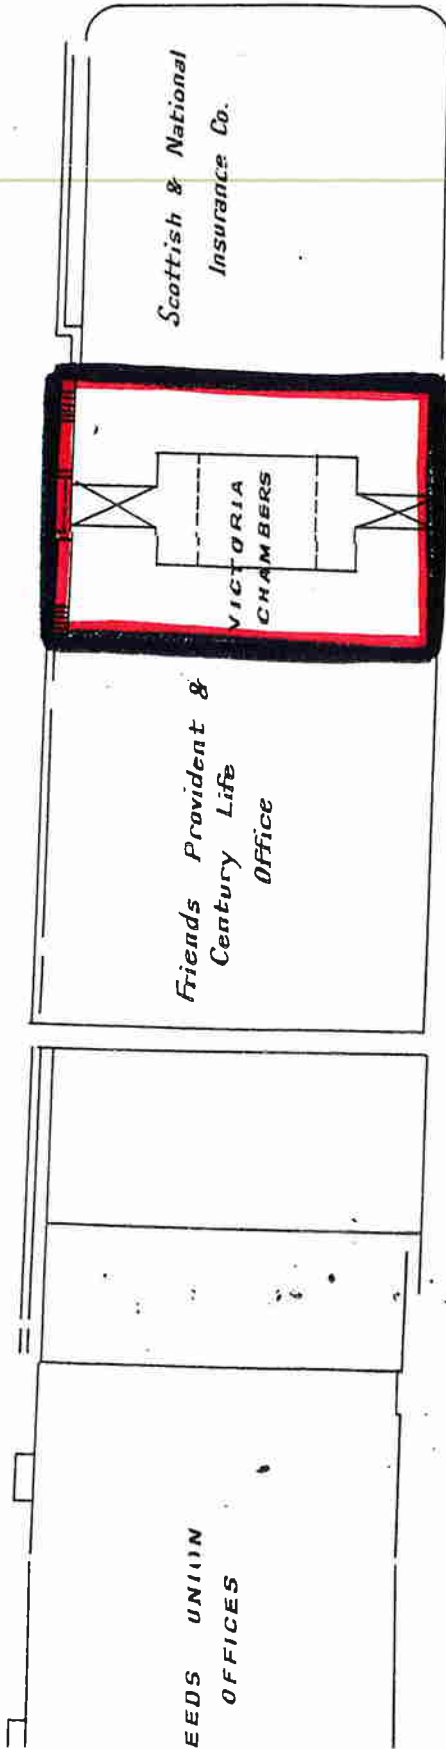 Scottish & National
Insurance Co.
VICTORIA
CHAMBERS
Friends Provident &
Century Life
Office
EEDS UNION
OFFICES